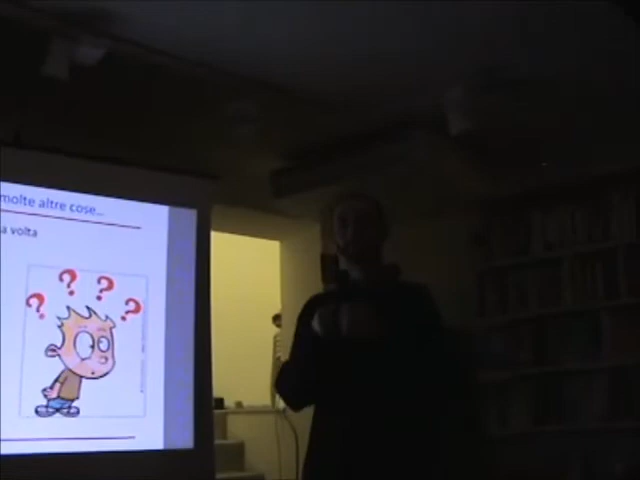 molte altre cose...
a volta
? ? ? ?